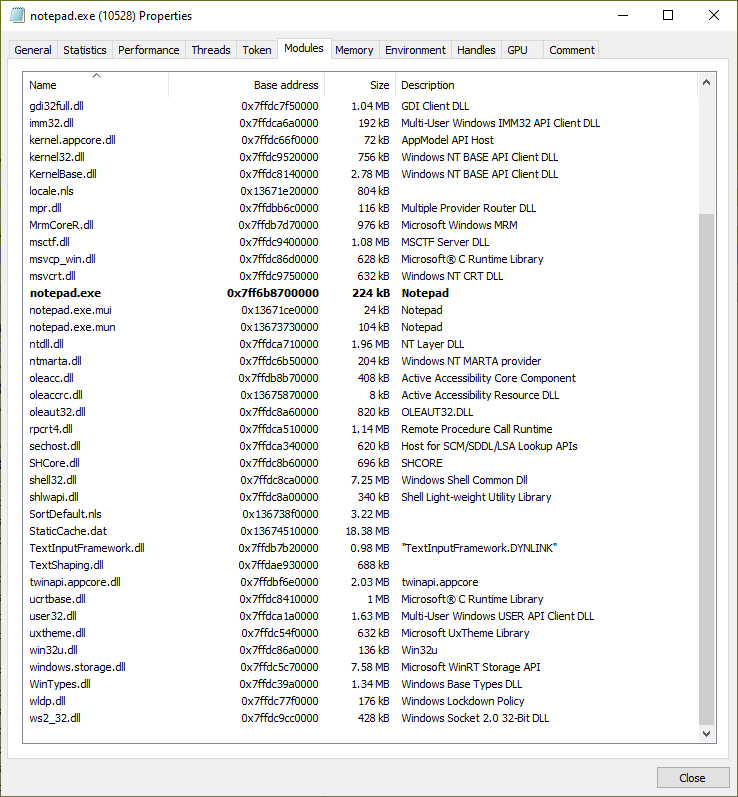 notepad.exe (10528) Properties
General Statistics Performance Threads Token Modules Memory Environment Handles GPU Comment
Name Base address Size Description
gdi32full.dll 0x7ffdc7f50000 1.04 MB GDI Client DLL
imm32.dll 0x7ffdca6a0000 192 kB Multi-User Windows IMM32 API Client DLL
kernel.appcore.dll 0x7ffdc66f0000 72 kB AppModel API Host
kernel32.dll 0x7ffdc9520000 756 kB Windows NT BASE API Client DLL
KernelBase.dll 0x7ffdc8140000 2.78 MB Windows NT BASE API Client DLL
locale.nls 0x13671e20000 804 kB
mpr.dll 0x7ffdbb6c0000 116 kB Multiple Provider Router DLL
MrmCoreR.dll 0x7ffdb7d70000 976 kB Microsoft Windows MRM
msctf.dll 0x7ffdc9400000 1.08 MB MSCTF Server DLL
msvcp_win.dll 0x7ffdc86d0000 628 kB Microsoft® C Runtime Library
msvcrt.dll 0x7ffdc9750000 632 kB Windows NT CRT DLL
notepad.exe 0x7ff6b8700000 224 kB Notepad
notepad.exe.mui 0x13671ce0000 24 kB Notepad
notepad.exe.mun 0x13673730000 104 kB Notepad
ntdll.dll 0x7ffdca710000 1.96 MB NT Layer DLL
ntmarta.dll 0x7ffdc6b50000 204 kB Windows NT MARTA provider
oleacc.dll 0x7ffdb8b70000 408 kB Active Accessibility Core Component
oleaccrc.dll 0x13675870000 8 kB Active Accessibility Resource DLL
oleaut32.dll 0x7ffdc8a60000 820 kB OLEAUT32.DLL
rpcrt4.dll 0x7ffdca510000 1.14 MB Remote Procedure Call Runtime
sechost.dll 0x7ffdca340000 620 kB Host for SCM/SDDL/LSA Lookup APIs
SHCore.dll 0x7ffdc8b60000 696 kB SHCORE
shell32.dll 0x7ffdc8ca0000 7.25 MB Windows Shell Common Dll
shlwapi.dll 0x7ffdc8a00000 340 kB Shell Light-weight Utility Library
SortDefault.nls 0x136738f0000 3.22 MB
StaticCache.dat 0x13674510000 18.38 MB
TextInputFramework.dll 0x7ffdb7b20000 0.98 MB "TextInputFramework.DYNLINK"
TextShaping.dll 0x7ffdae930000 688 kB
twinapi.appcore.dll 0x7ffdbf6e0000 2.03 MB twinapi.appcore
ucrtbase.dll 0x7ffdc8410000 1 MB Microsoft® C Runtime Library
user32.dll 0x7ffdca1a0000 1.63 MB Multi-User Windows USER API Client DLL
uxtheme.dll 0x7ffdc54f0000 632 kB Microsoft UxTheme Library
win32u.dll 0x7ffdc86a0000 136 kB Win32u
windows.storage.dll 0x7ffdc5c70000 7.58 MB Microsoft WinRT Storage API
WinTypes.dll 0x7ffdc39a0000 1.34 MB Windows Base Types DLL
wldp.dll 0x7ffdc77f0000 176 kB Windows Lockdown Policy
ws2_32.dll 0x7ffdc9cc0000 428 kB Windows Socket 2.0 32-Bit DLL
Close